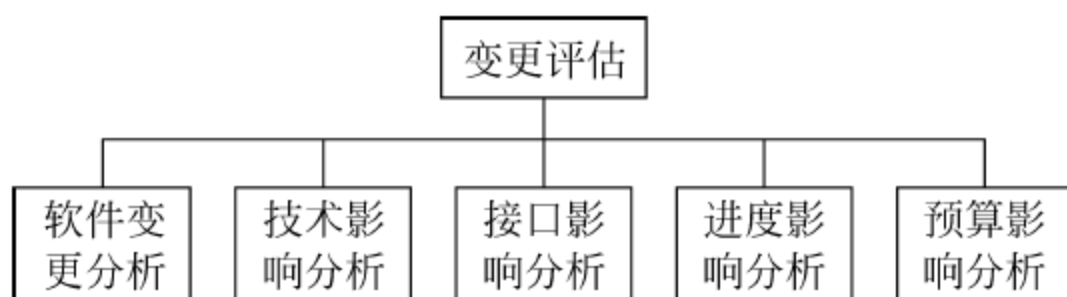 变更评估
软件变
更分析
技术影
响分析
接口影
响分析
进度影
响分析
预算影
响分析